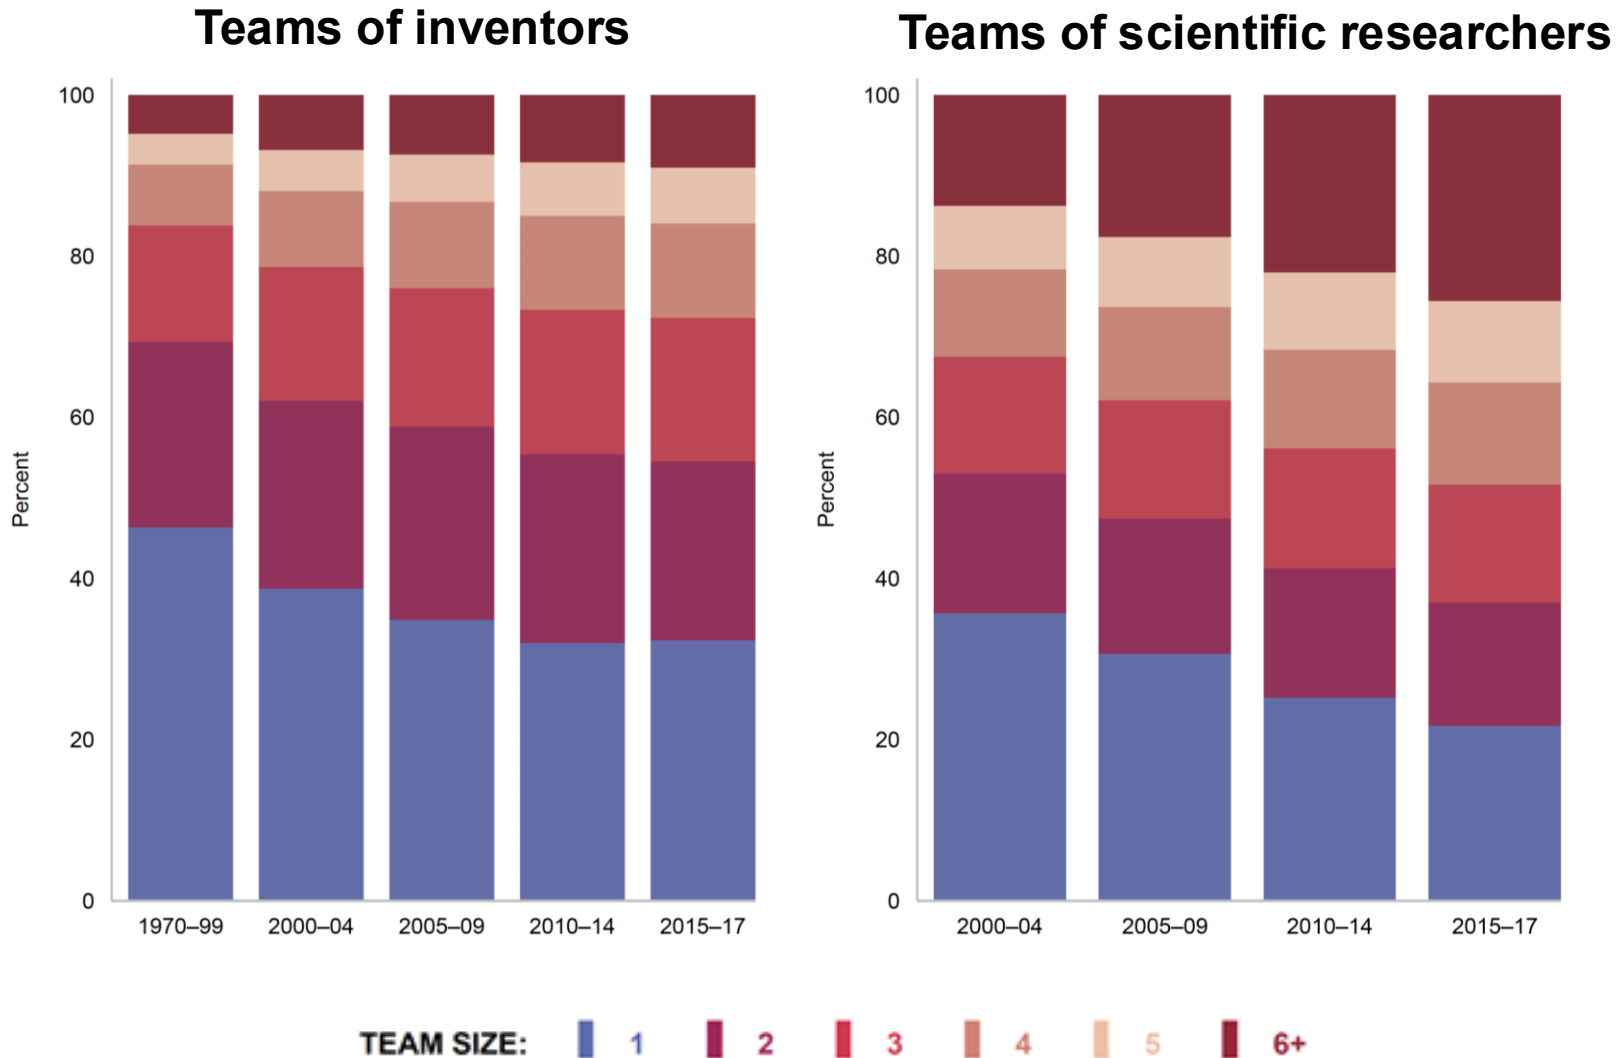 Teams of inventors
Percent
100
80
60
40
20
0
1970–99 2000–04 2005–09 2010–14 2015–17
Teams of scientific researchers
Percent
100
80
60
40
20
0
2000–04 2005–09 2010–14 2015–17
TEAM SIZE: 1 2 3 4 5 6+